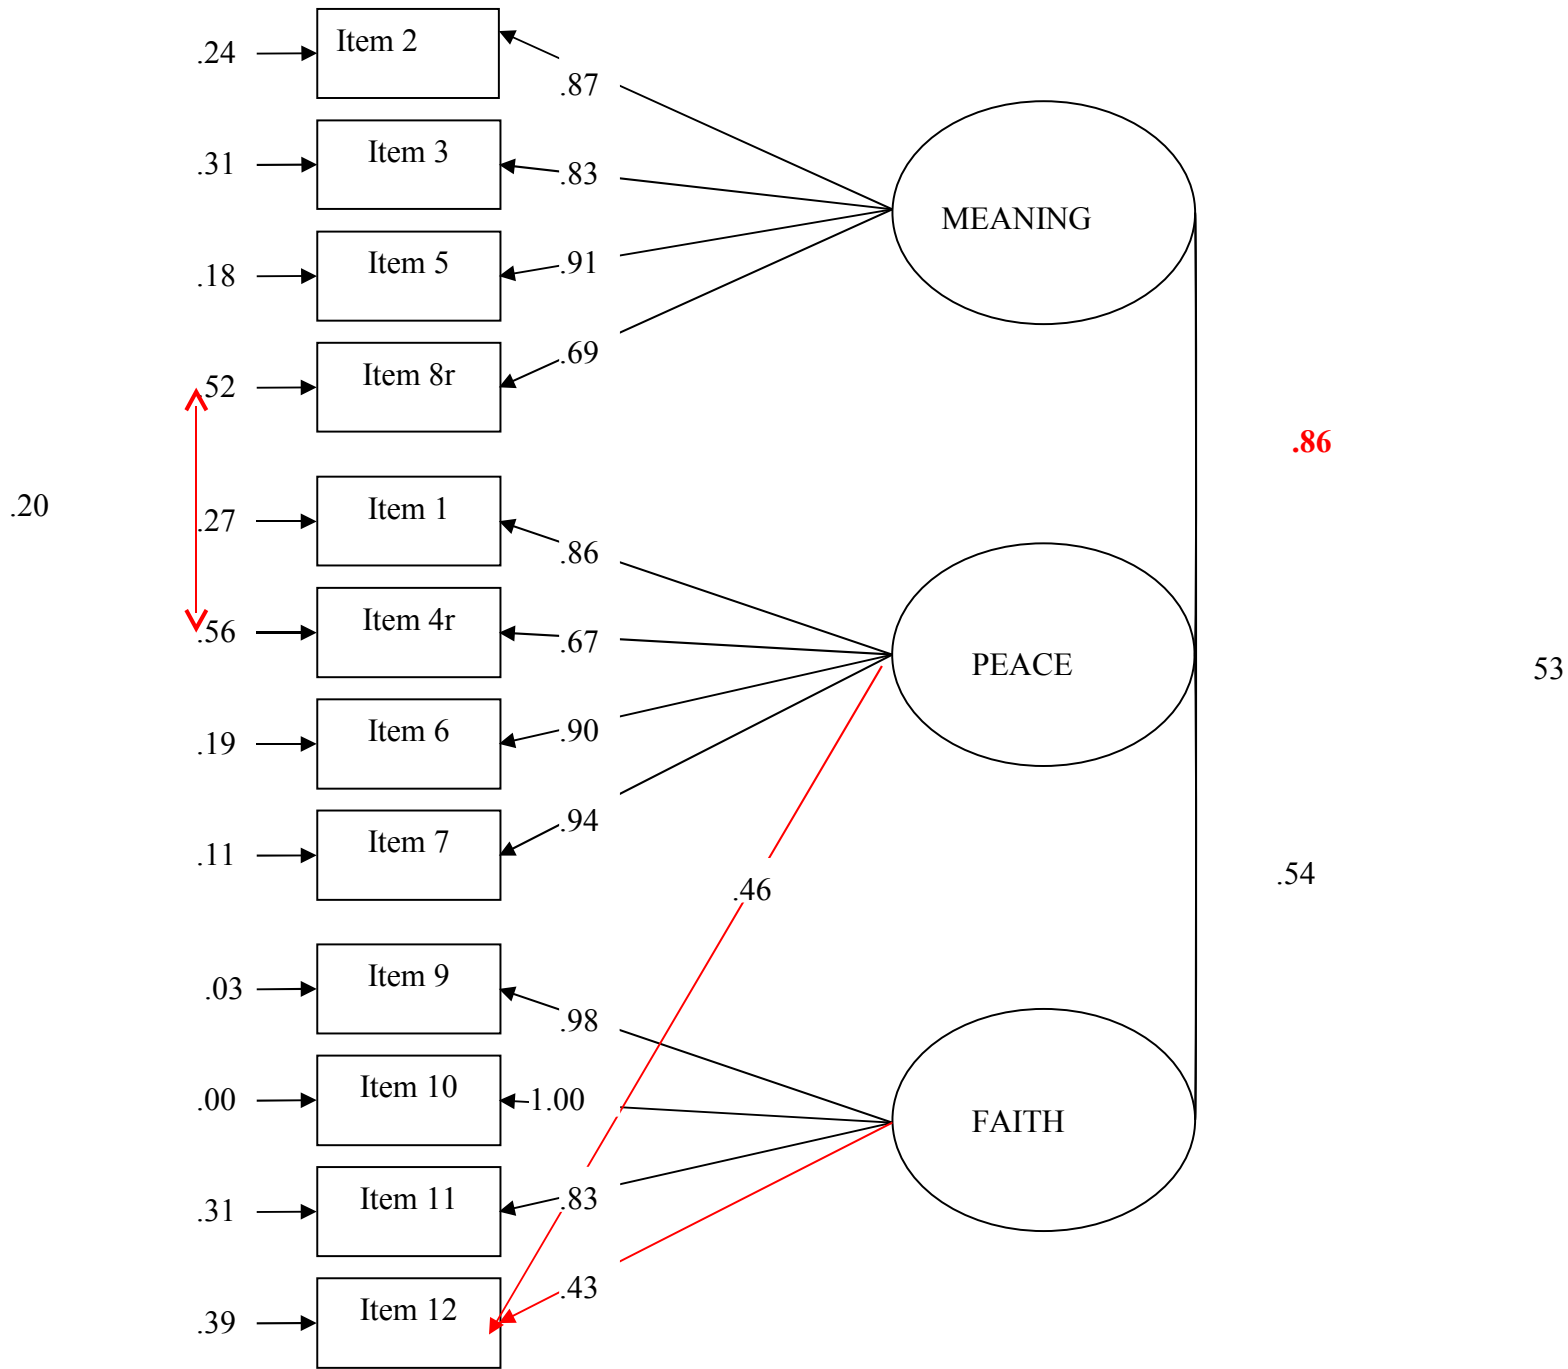 .24
Item 2
.87
.31
Item 3
.83
MEANING
.18
Item 5
.91
.52
Item 8r
.69
.86
.20
.27
Item 1
.86
.56
Item 4r
.67
PEACE
53
.19
Item 6
.90
.11
Item 7
.94
.46
.54
.03
Item 9
.98
.00
Item 10
1.00
FAITH
.31
Item 11
.83
.39
Item 12
.43